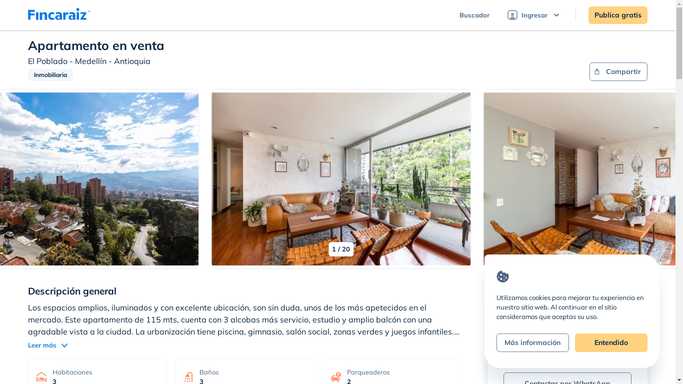 Fincaraiz
Buscador
Ingresar
Publica gratis
Apartamento en venta
El Poblado - Medellín - Antioquia
Inmobiliaria
Compartir
1 / 20
Descripción general
Los espacios amplios, iluminados y con excelente ubicación, son sin duda, unos de los más apetecidos en el
mercado. Este apartamento de 115 mts. cuenta con 3 alcobas más servicio, estudio y amplio balcón con una
agradable vista a la ciudad. La urbanización tiene piscina, gimnasio, salón social, zonas verdes y juegos infantiles....
Leer más
Habitaciones
3
Baños
3
Parqueaderos
2
Utilizamos cookies para mejorar tu experiencia en
nuestro sitio web. Al continuar en el sitio
consideramos que aceptas su uso.
Más información
Entendido
Contactar por WhatsApp